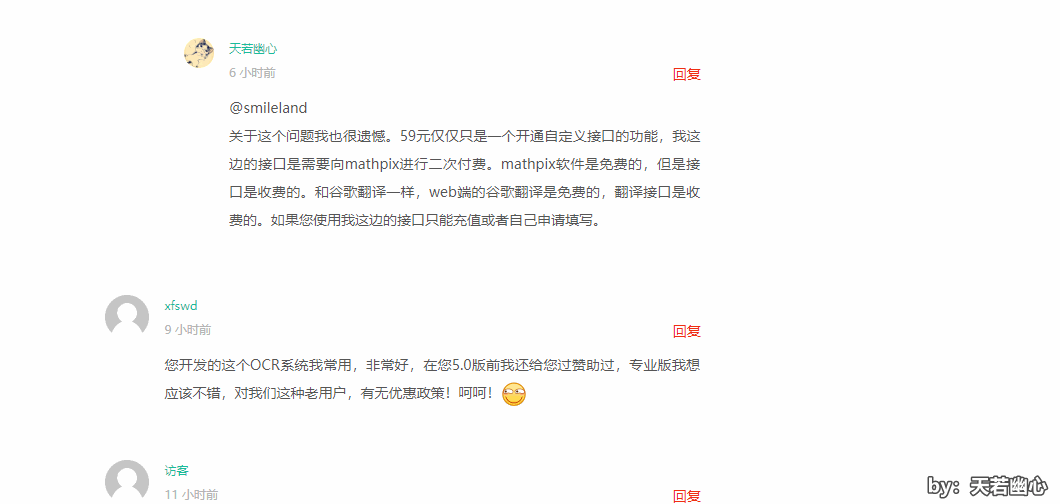 天若幽心
6 小时前
回复
@smileland
关于这个问题我也很遗憾。59元仅仅只是一个开通自定义接口的功能，我这
边的接口是需要向mathpix进行二次付费。mathpix软件是免费的，但是接
口是收费的。和谷歌翻译一样，web端的谷歌翻译是免费的，翻译接口是收
费的。如果您使用我这边的接口只能充值或者自己申请填写。
xfswd
9 小时前
回复
您开发的这个OCR系统我常用，非常好，在您5.0版前我还给您过赞助过，专业版我想
应该不错，对我们这种老用户，有无优惠政策！呵呵！
访客
11 小时前
回复
by：天若幽心